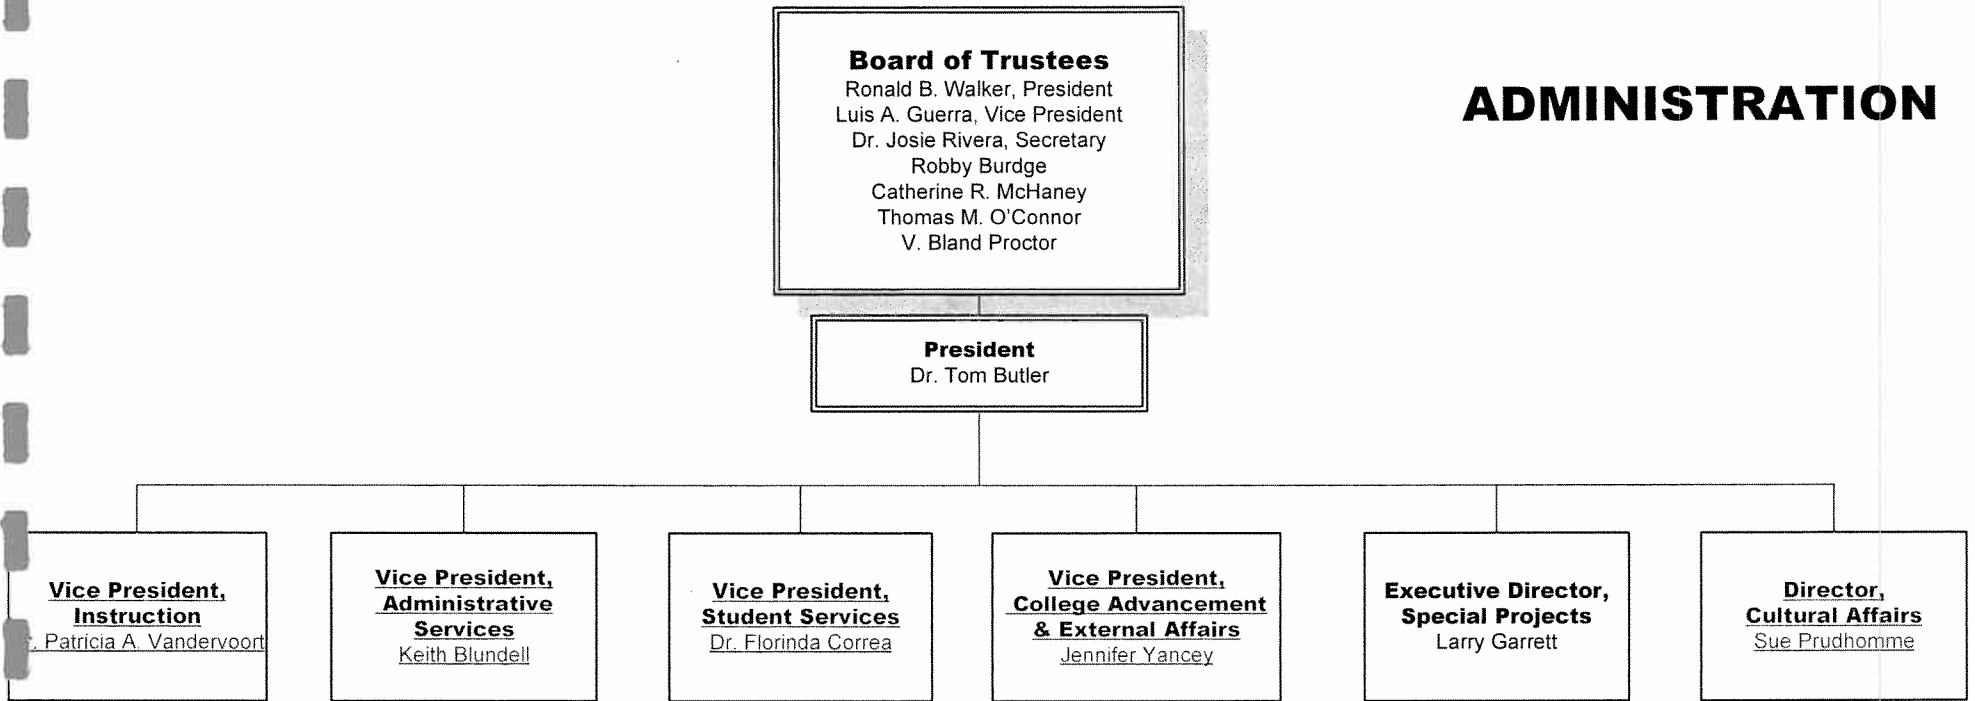 Board of Trustees
Ronald B. Walker, President
Luis A. Guerra, Vice President
Dr. Josie Rivera, Secretary
Robby Burdge
Catherine R. McHaney
Thomas M. O'Connor
V. Bland Proctor
ADMINISTRATION
President
Dr. Tom Butler
Vice President,
Instruction
Patricia A. Vandervoort
Vice President,
Administrative
Services
Keith Blundell
Vice President,
Student Services
Dr. Florinda Correa
Vice President,
College Advancement
& External Affairs
Jennifer Yancey
Executive Director,
Special Projects
Larry Garrett
Director,
Cultural Affairs
Sue Prudhomme